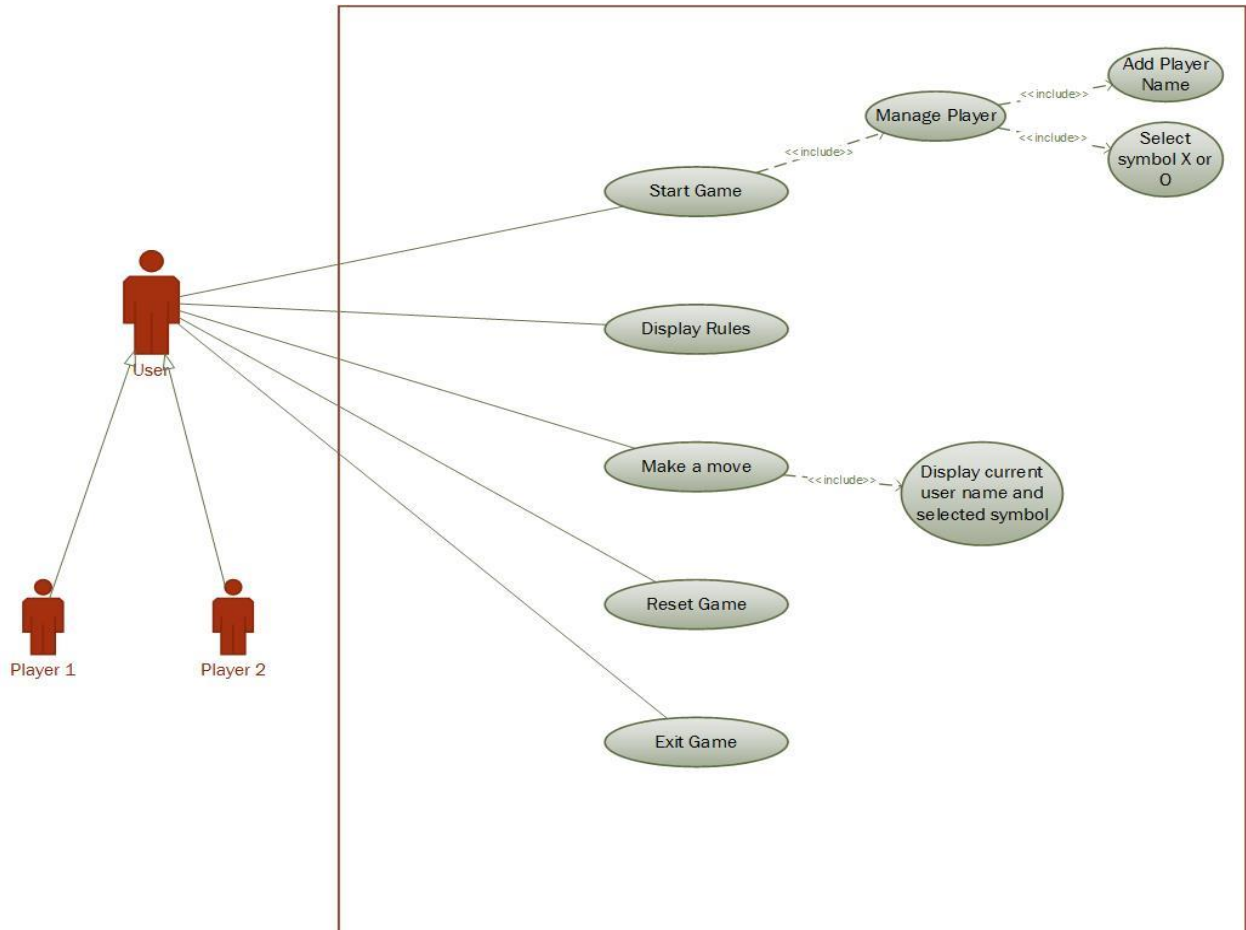 Add Player
Name
<<include>>
Manage Player
<<include>>
Select
symbol X or
O
<<include>>
Start Game
Display Rules
User
Make a move
<<include>>
Display current
user name and
selected symbol
Reset Game
Player 1
Player 2
Exit Game